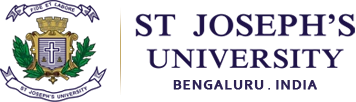 FIDE ET LABORE
ST JOSEPH'S UNIVERSITY
ST JOSEPH'S
UNIVERSITY
BENGALURU. INDIA